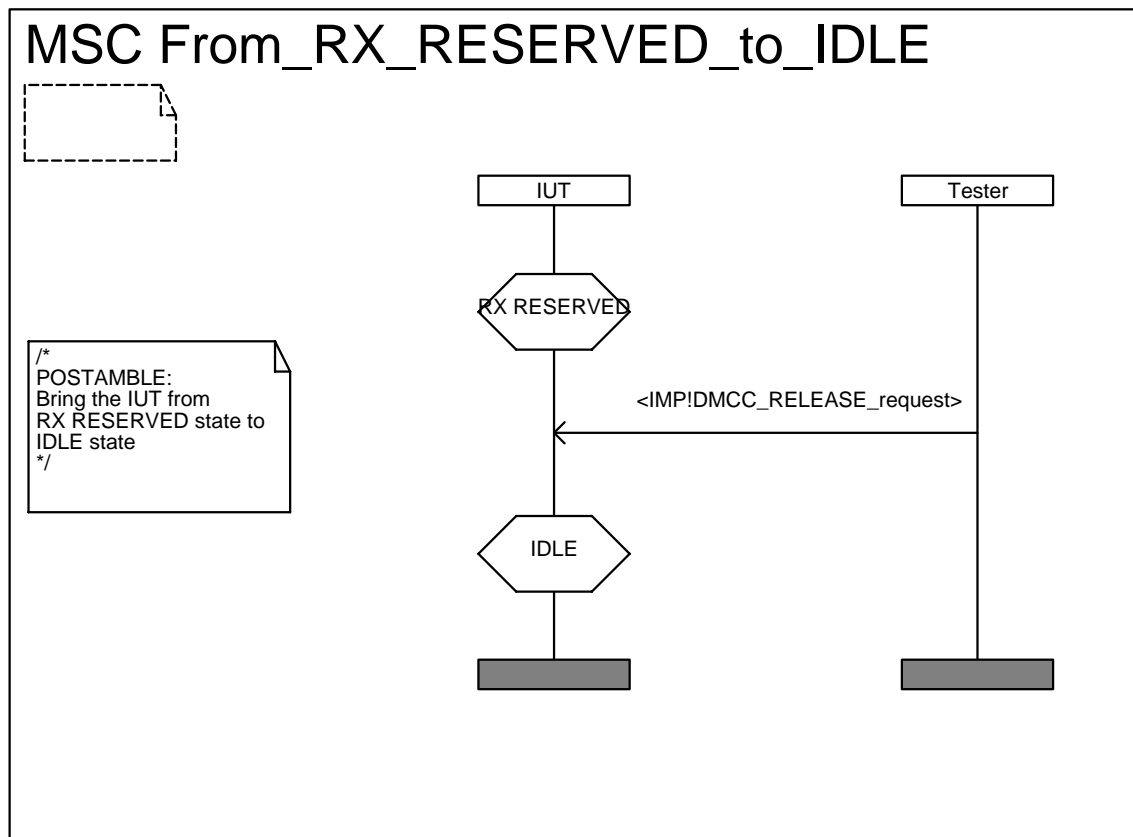 MSC From_RX_RESERVED_to_IDLE
IUT
Tester
RX RESERVED
/*
POSTAMBLE:
Bring the IUT from
RX RESERVED state to
IDLE state
*/
<IMP!DMCC_RELEASE_request>
IDLE